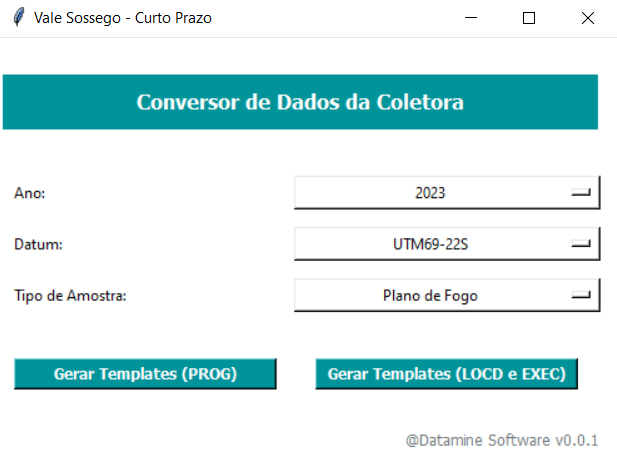 Vale Sossego - Curto Prazo
Conversor de Dados da Coletora
Ano: 2023
Datum: UTM69-22S
Tipo de Amostra: Plano de Fogo
Gerar Templates (PROG) Gerar Templates (LOCD e EXEC)
@Datamine Software v0.0.1